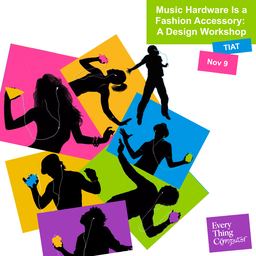 Music Hardware Is a
Fashion Accessory:
A Design Workshop
TIAT
Nov 9
Every
Thing
Computer